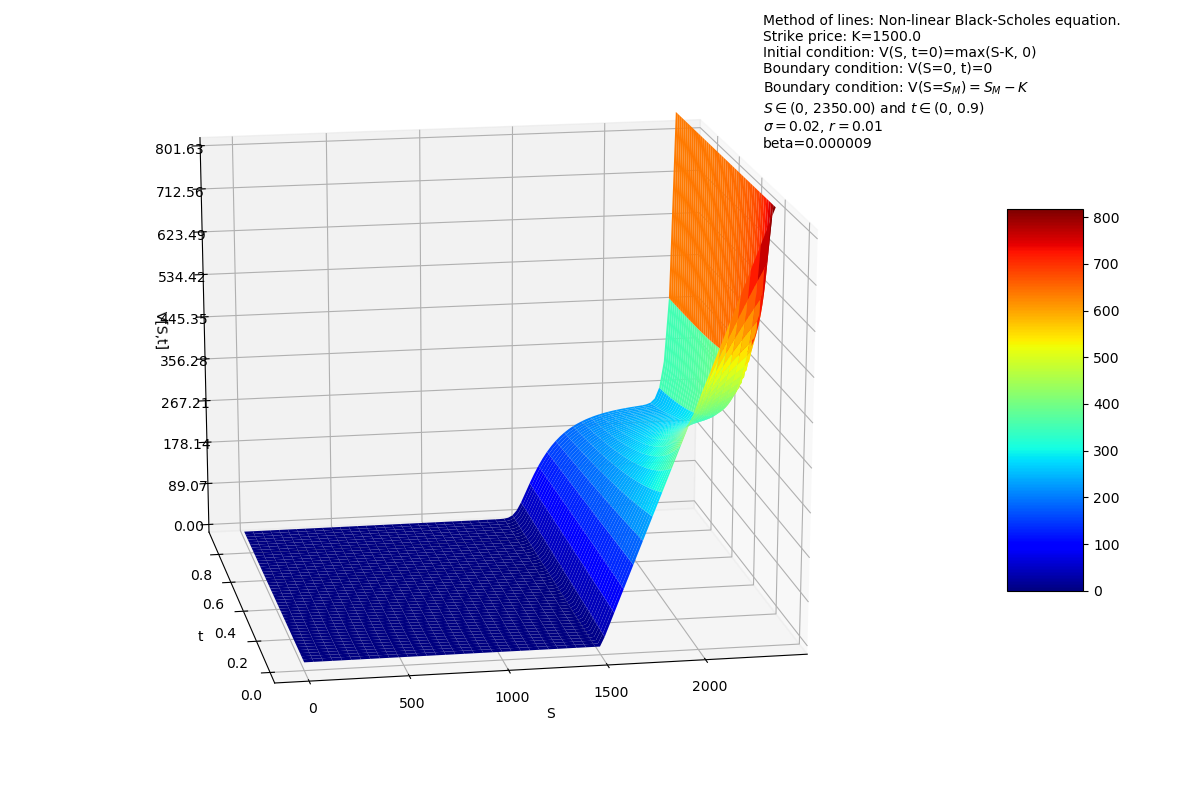 Method of lines: Non-linear Black-Scholes equation.
Strike price: K=1500.0
Initial condition: V(S, t=0)=max(S-K, 0)
Boundary condition: V(S=0, t)=0
Boundary condition: V(S=$S_M$) = $S_M - K$
$S \in$ (0, 2350.00) and $t \in$ (0, 0.9)
$\sigma = 0.02$, $r = 0.01$
beta=0.000009
801.63
712.56
623.49
534.42
445.35
356.28
267.21
178.14
89.07
0.00
V[S,t]
0.8
0.6
0.4
0.2
0.0
t
0
500
1000
1500
2000
S
800
700
600
500
400
300
200
100
0